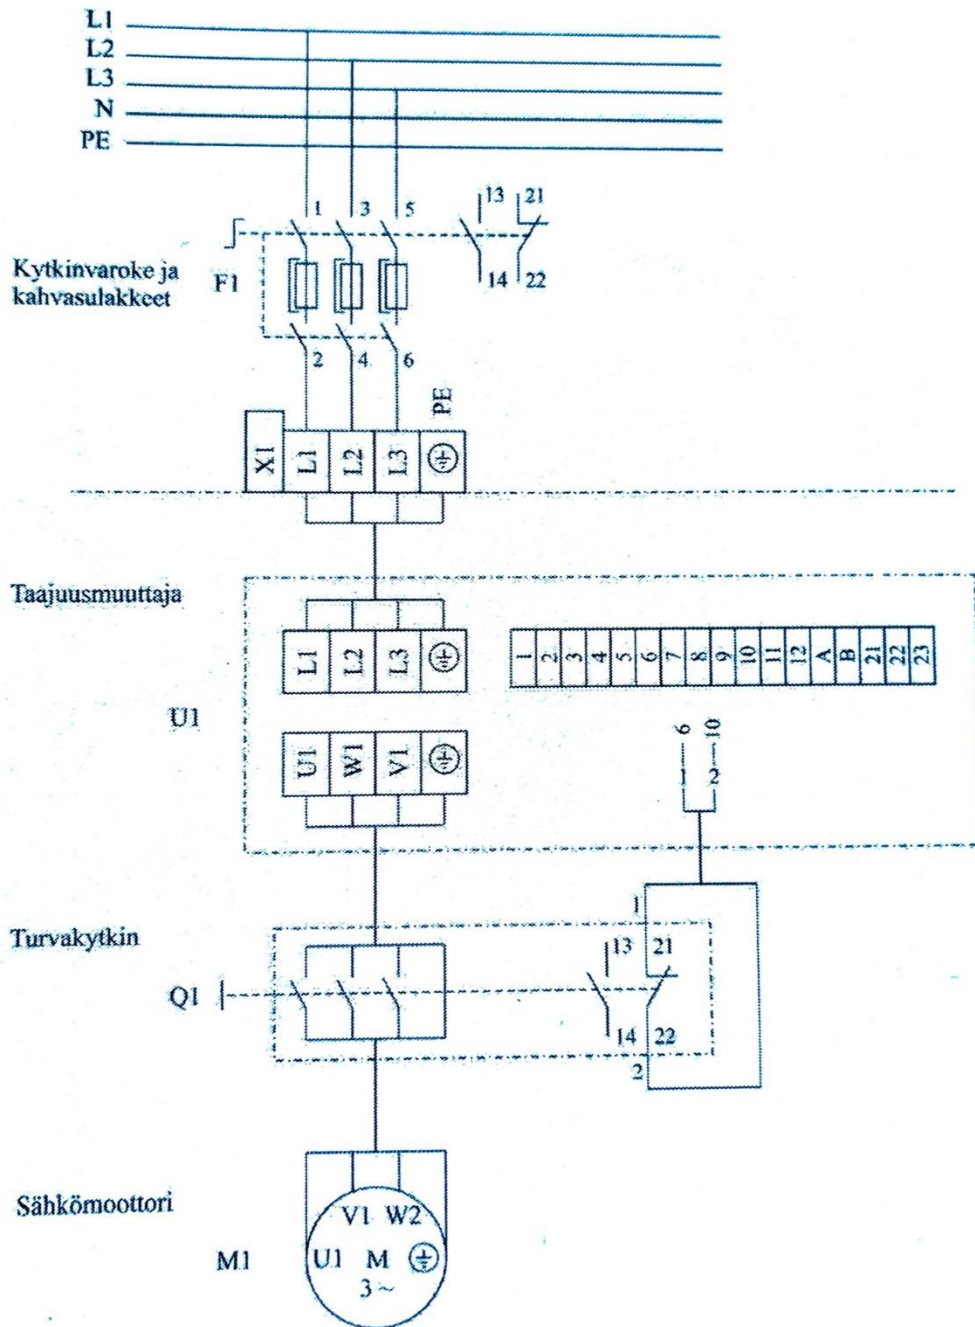 L1
L2
L3
N
PE
1 3 5 13 21
Kytkinvaroke ja
kahvasulakkeet
F1
14 22
2 4 6
PE
X1 L1 L2 L3
Taajuusmuuttaja
L1 L2 L3
1 2 3 4 5 6 7 8 9 10 11 12 A B 21 22 23
U1
U1 W1 V1
1 6
2 10
1
Turvakytkin
13 21
Q1
14 22
2
Sähkömoottori
V1 W2
M1
U1 M
3~